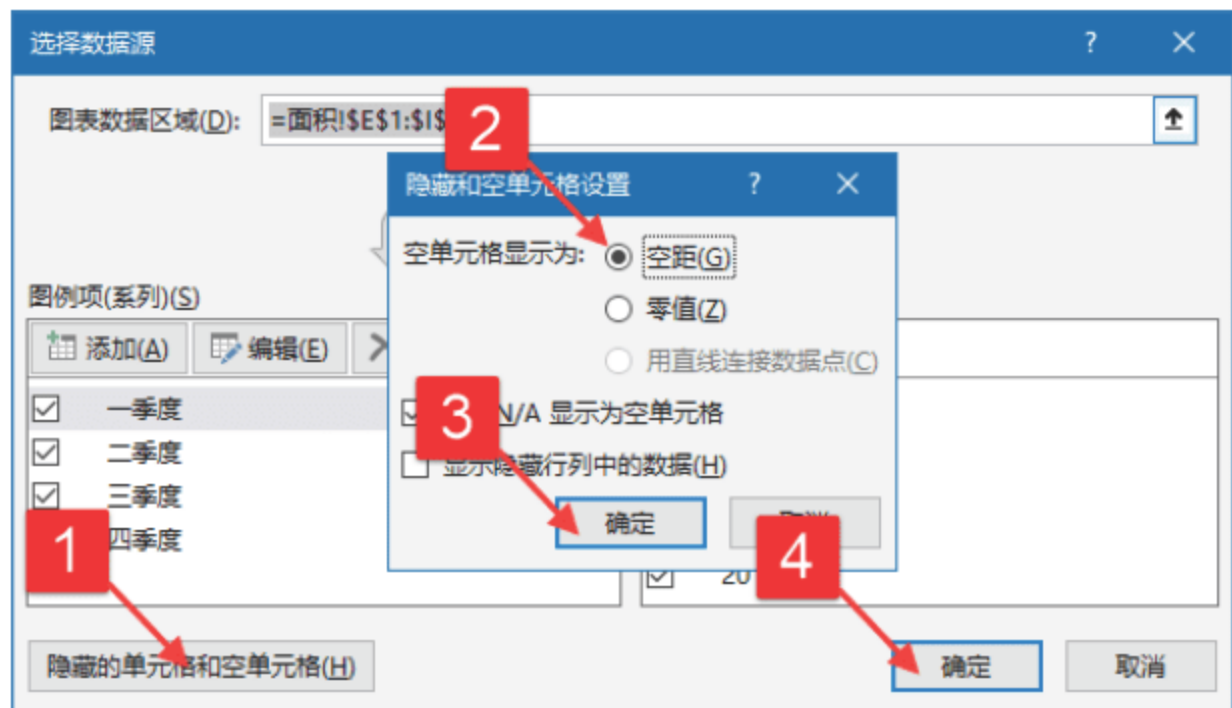 选择数据源
图表数据区域(D):
=面积!$E$1:$I$
2
隐藏和空单元格设置
空单元格显示为:
空距(G)
零值(Z)
用直线连接数据点(C)
3
N/A 显示为空单元格
显示隐藏行列中的数据(H)
确定
图例项(系列)(S)
添加(A)
编辑(E)
一季度
二季度
三季度
四季度
1
4
20
隐藏的单元格和空单元格(H)
确定
取消